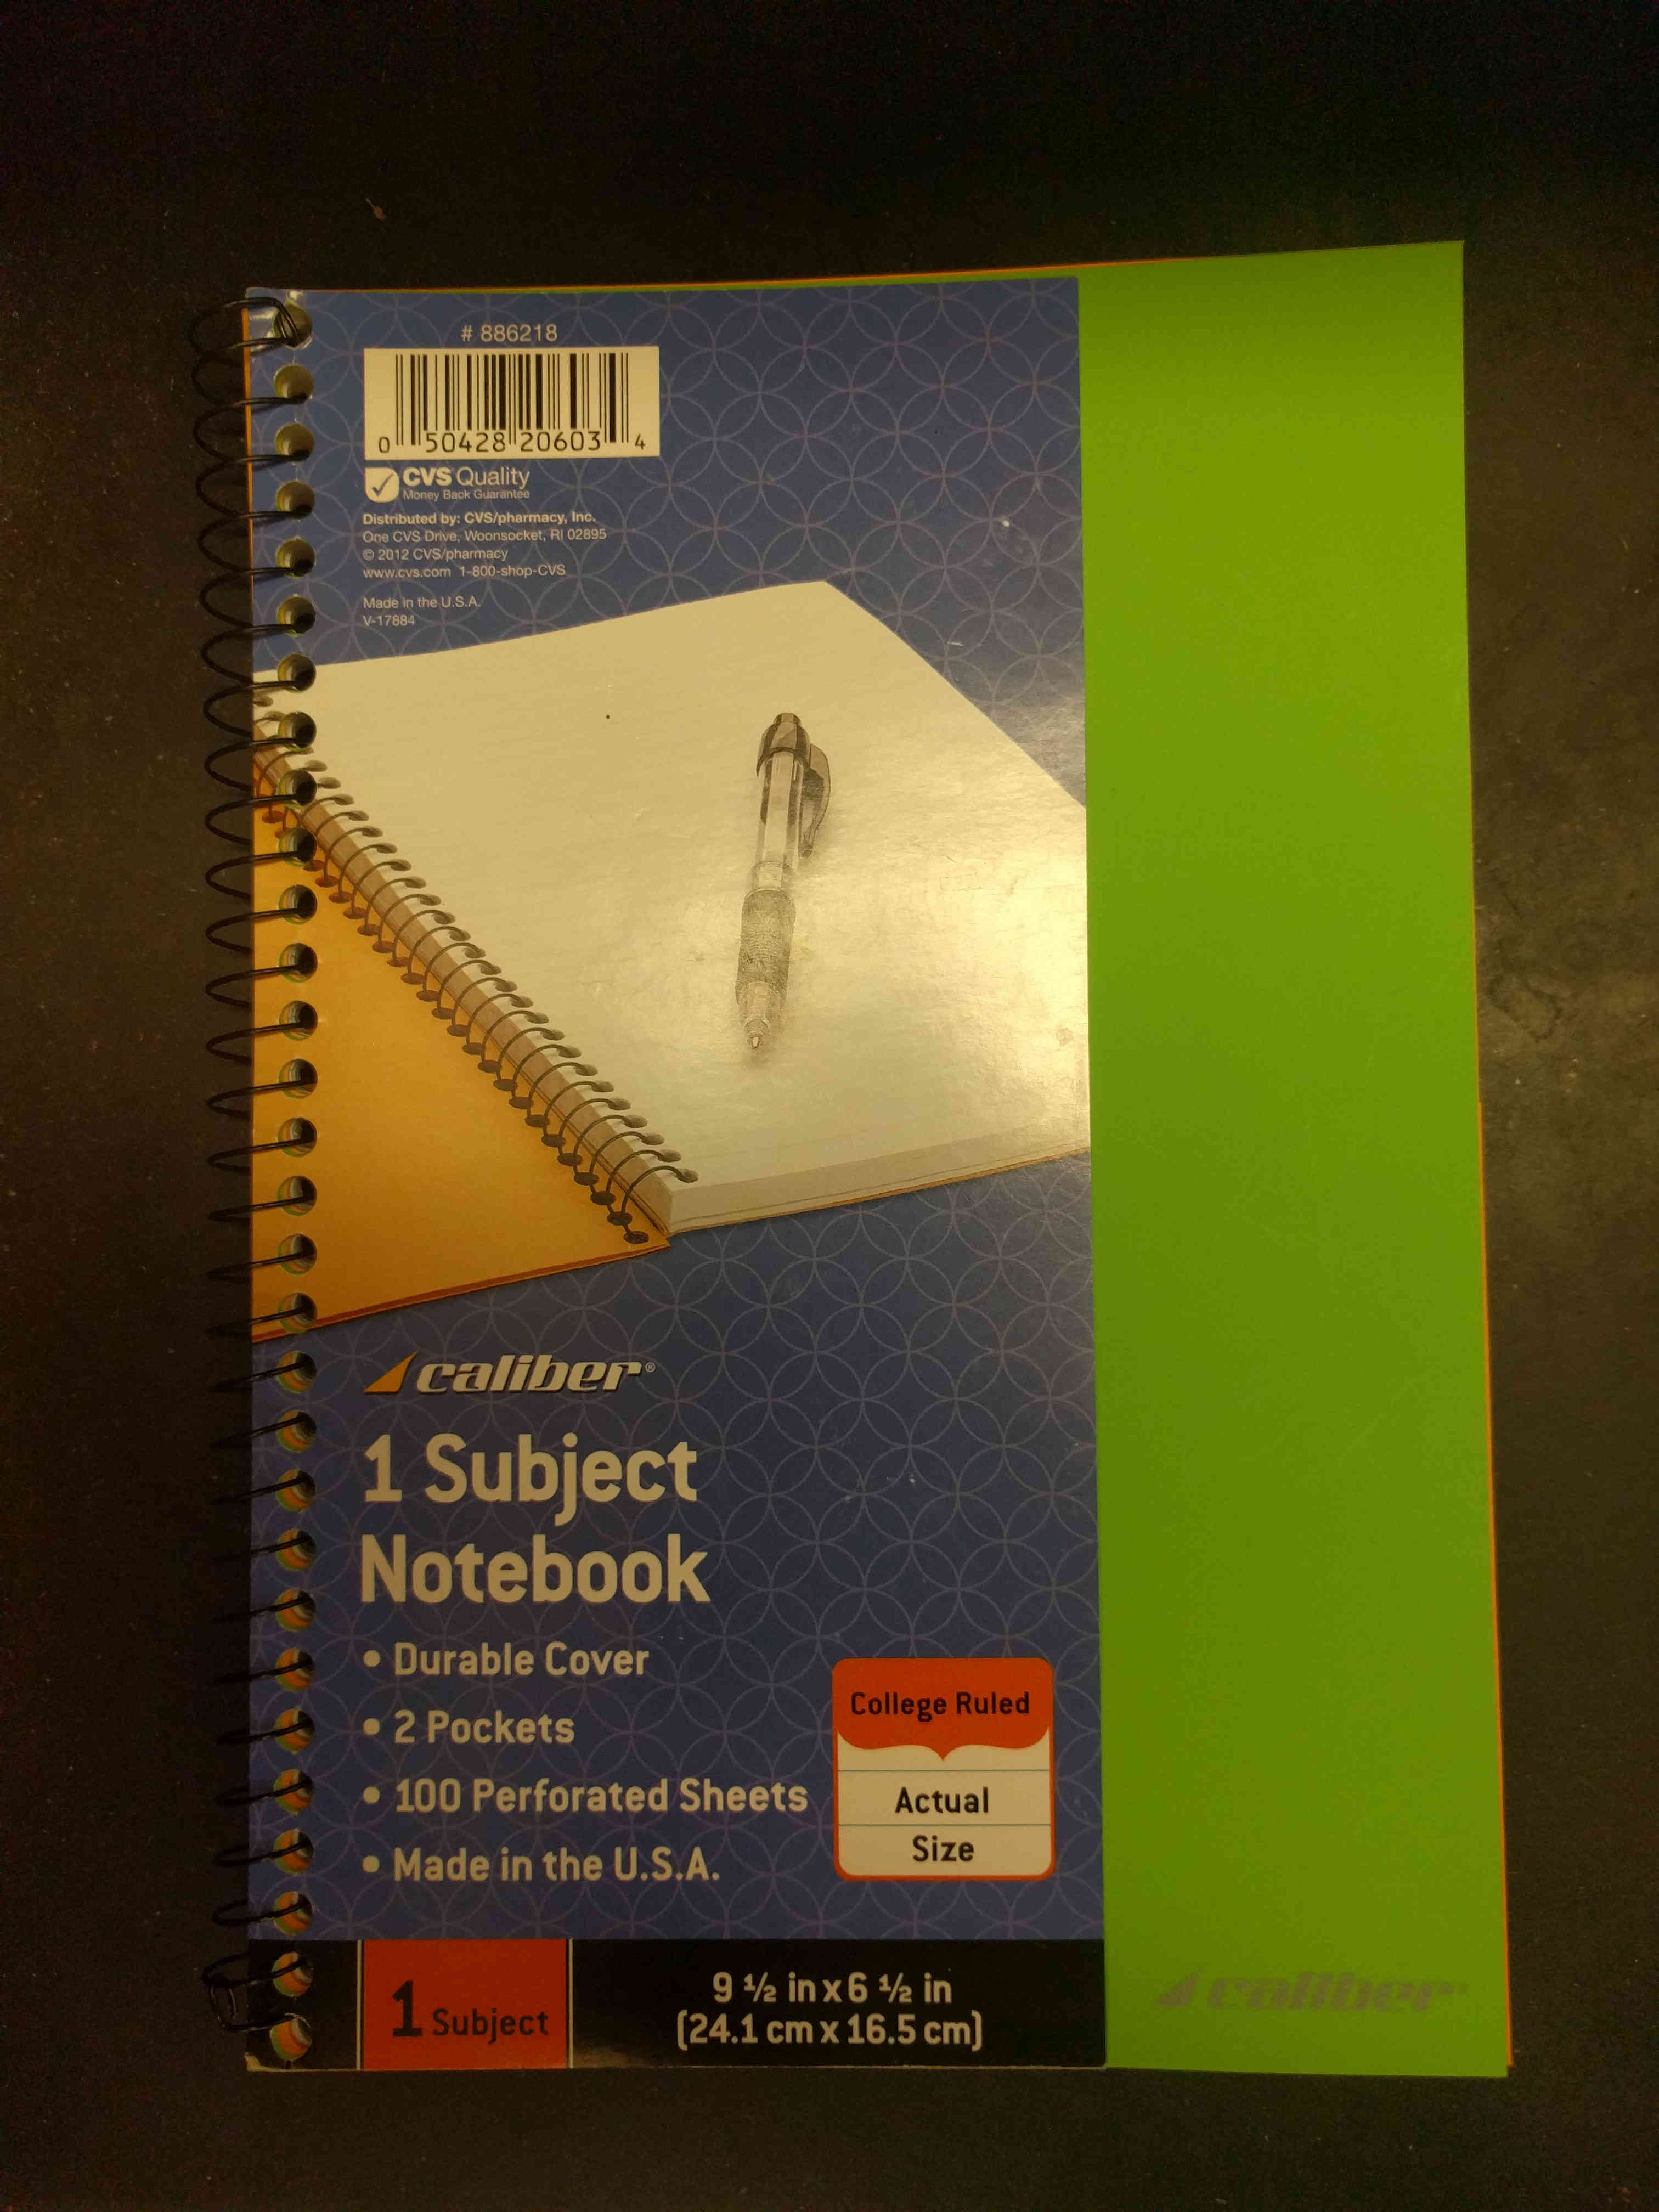 # 886218
0 50428 20603 4
CVS Quality
Money Back Guarantee
Distributed by: CVS/pharmacy, Inc.
One CVS Drive, Woonsocket, RI 02895
© 2012 CVS/pharmacy
www.cvs.com 1-800-shop-CVS
Made in the U.S.A.
V-17884
caliber®
1 Subject
Notebook
• Durable Cover
• 2 Pockets
• 100 Perforated Sheets
• Made in the U.S.A.
College Ruled
Actual
Size
1 Subject
9 ½ in x 6 ½ in
(24.1 cm x 16.5 cm)
caliber